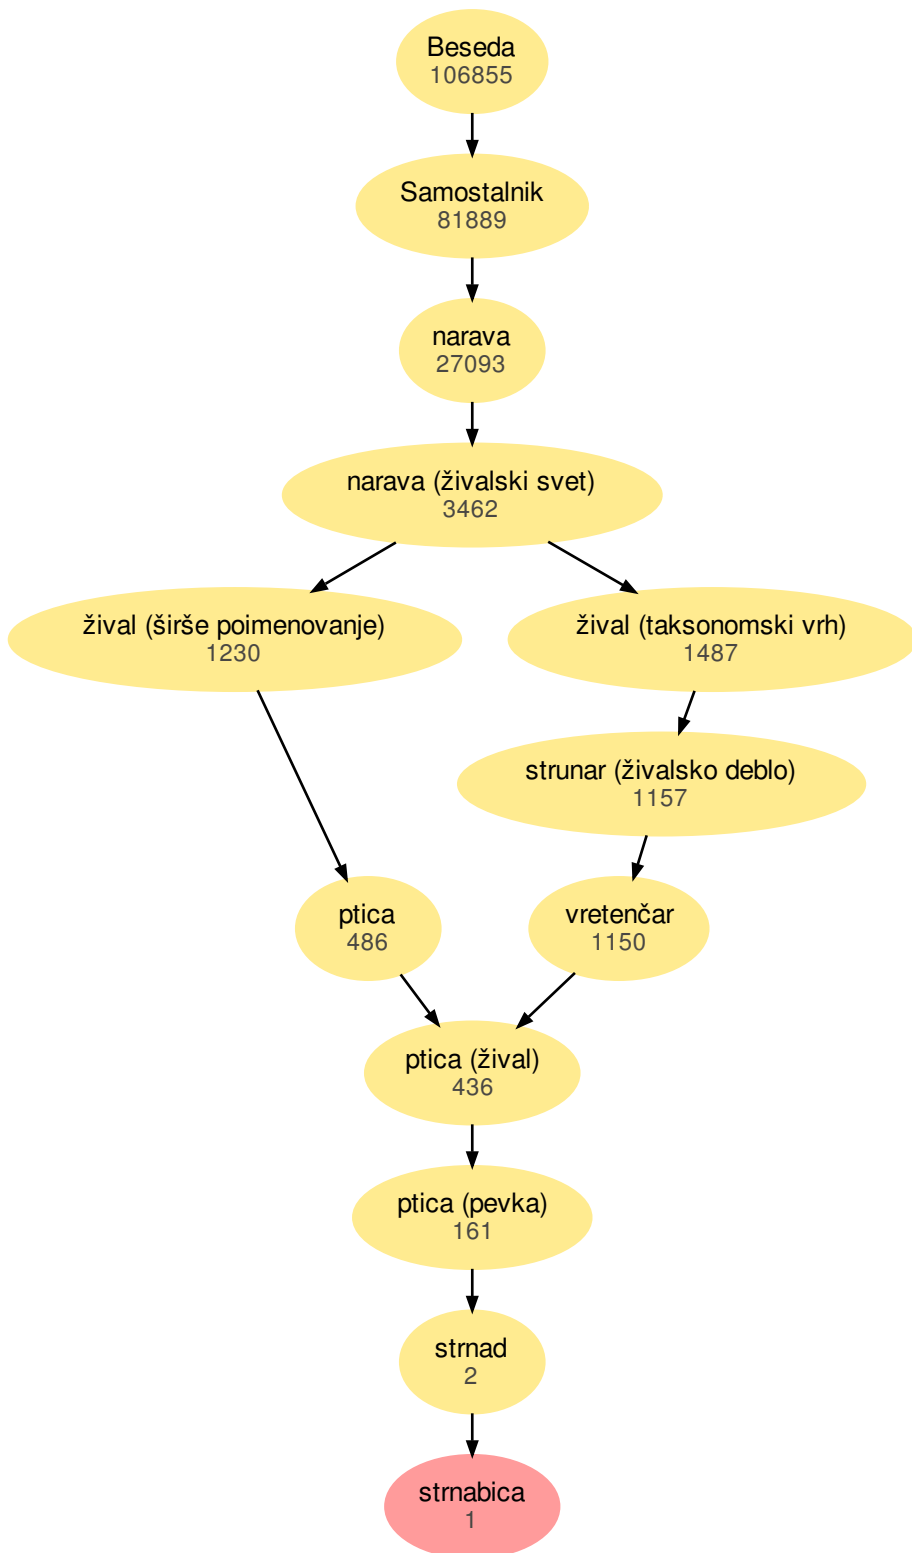 Beseda
106855
Samostalnik
81889
narava
27093
narava (živalski svet)
3462
žival (širše poimenovanje)
1230
žival (taksonomski vrh)
1487
strunar (živalsko deblo)
1157
ptica
486
vretenčar
1150
ptica (žival)
436
ptica (pevka)
161
strnad
2
strnabica
1